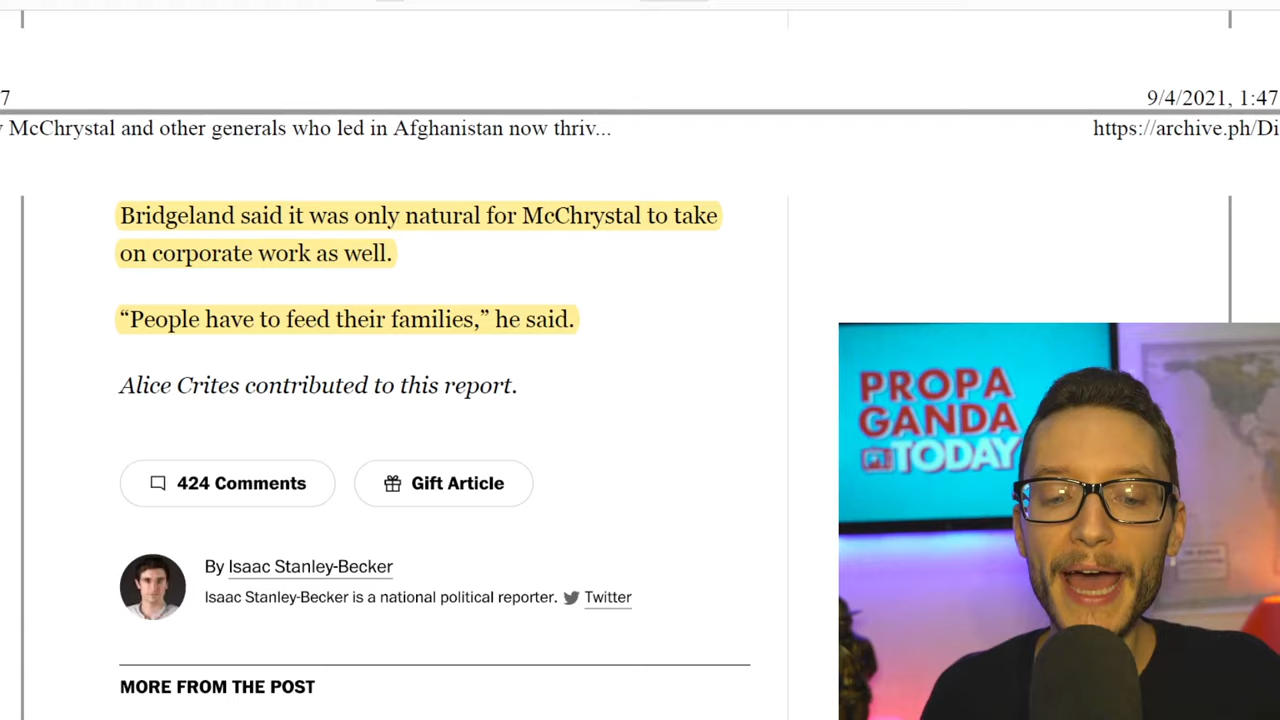 7
9/4/2021, 1:47
McChrystal and other generals who led in Afghanistan now thriv...
https://archive.ph/Di
Bridgeland said it was only natural for McChrystal to take
on corporate work as well.
“People have to feed their families,” he said.
Alice Crites contributed to this report.
424 Comments
Gift Article
By Isaac Stanley-Becker
Isaac Stanley-Becker is a national political reporter. Twitter
MORE FROM THE POST
PROPA
GANDA
TODAY